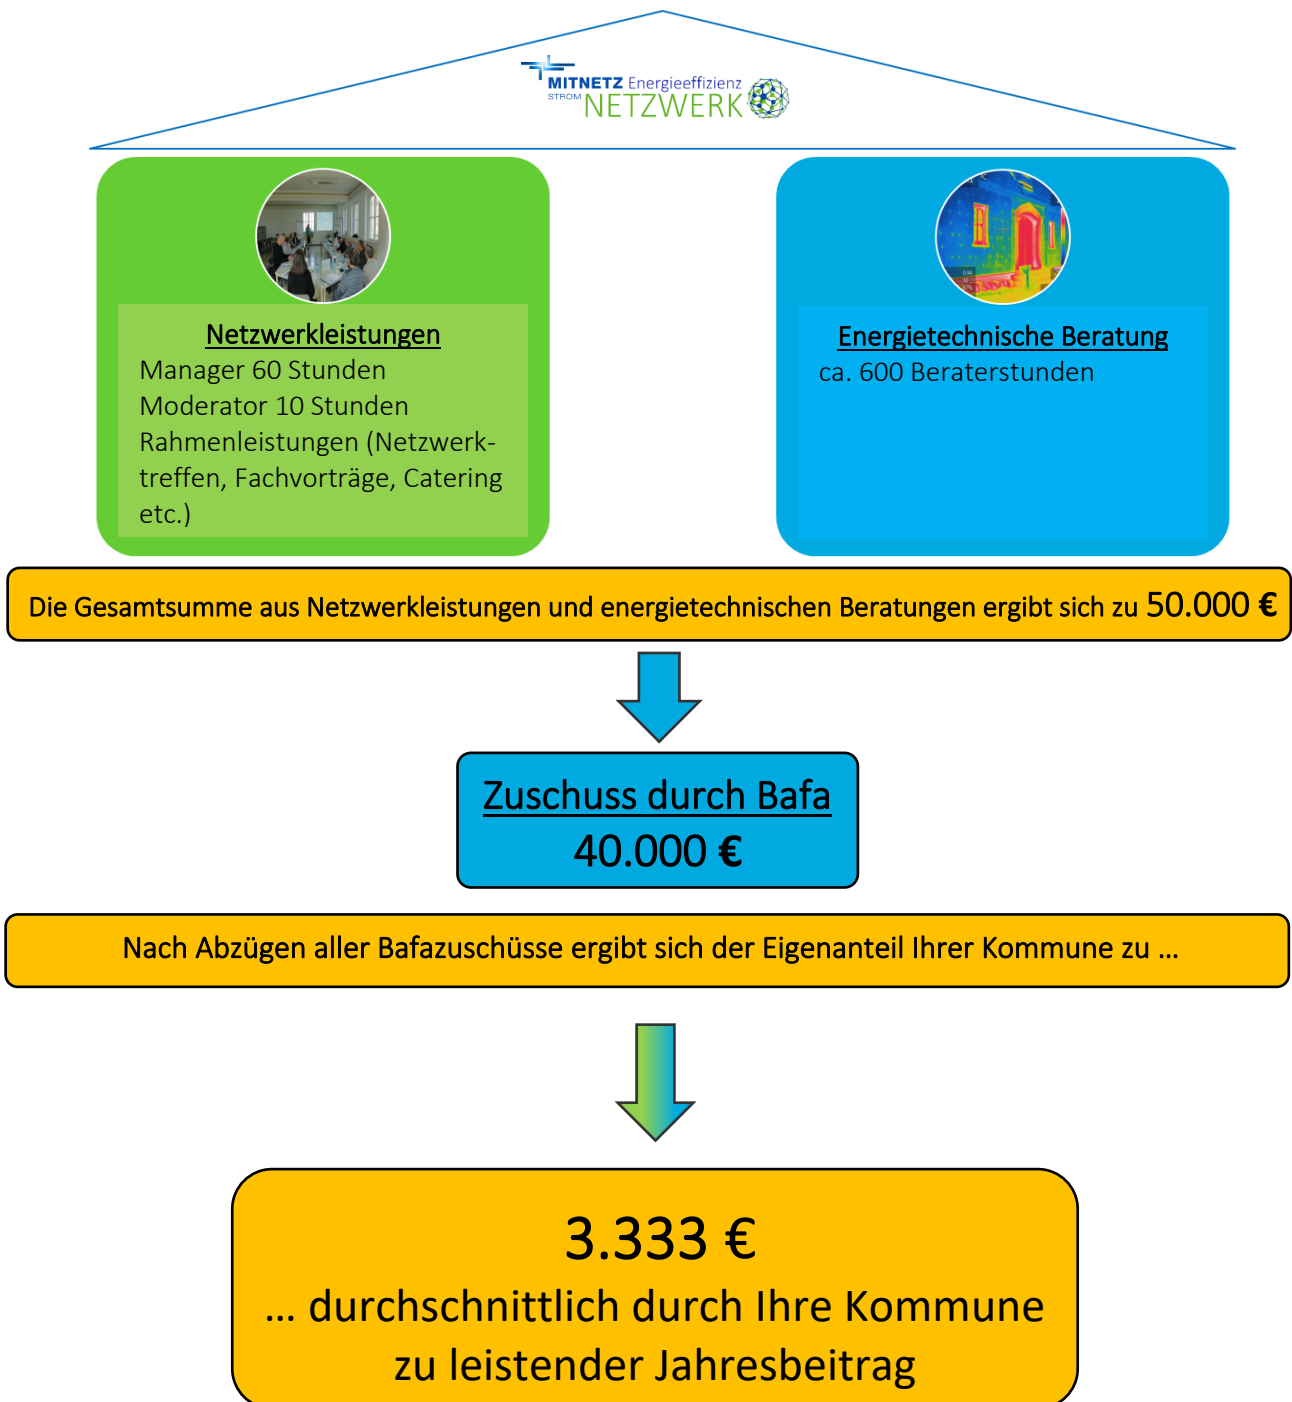 MITNETZ Energieeffizienz
STROM NETZWERK
Netzwerkleistungen
Manager 60 Stunden
Moderator 10 Stunden
Rahmenleistungen (Netzwerk-
treffen, Fachvorträge, Catering
etc.)
Energietechnische Beratung
ca. 600 Beraterstunden
Die Gesamtsumme aus Netzwerkleistungen und energietechnischen Beratungen ergibt sich zu 50.000 €
Zuschuss durch Bafa
40.000 €
Nach Abzügen aller Bafazuschüsse ergibt sich der Eigenanteil Ihrer Kommune zu …
3.333 €
… durchschnittlich durch Ihre Kommune
zu leistender Jahresbeitrag